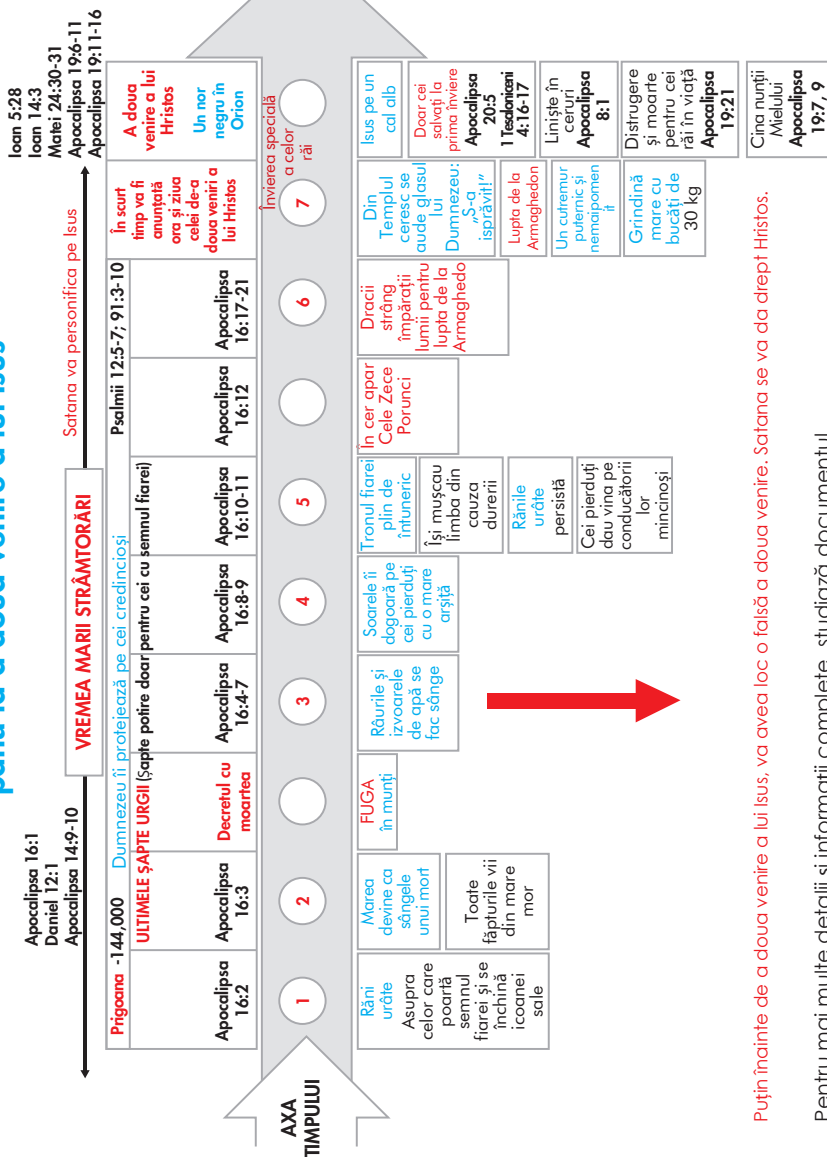 până la a doua venire a lui Isus
Apocalipsa 16:1
Daniel 12:1
Apocalipsa 14:9-10
VREMEA MARII STRÂMTORĂRI
Satana va personifica pe Isus
Ioan 5:28
Ioan 14:3
Matei 24:30-31
Apocalipsa 19:6-11
Apocalipsa 19:11-16
Prigoana -144,000
Dumnezeu îi protejează pe cei credincioși
Psalmii 12:5-7; 91:3-10
ULTIMELE ȘAPTE URGII (Șapte potire doar pentru cei cu semnul fiarei)
Apocalipsa
16:2
Apocalipsa
16:3
Decretul cu
moartea
Apocalipsa
16:4-7
Apocalipsa
16:8-9
Apocalipsa
16:10-11
Apocalipsa
16:12
Apocalipsa
16:17-21
În scurt
timp va fi
anunțată
ora și ziua
celei de-a
doua veniri a
lui Hristos
A doua
venire a lui
Hristos
Un nor
negru în
Orion
AXA
TIMPULUI
1
2
3
4
5
6
7
Învierea specială
a celor
răi
Răni
urâte
Asupra
celor care
poartă
semnul
fiarei și se
închină
icoanei
sale
Marea
devine ca
sângele
unui mort
Toate
făpturile vii
din mare
mor
FUGA
în munți
Râurile și
izvoarele
de apă se
fac sânge
Soarele îi
dogoară pe
cei pierduți
cu o mare
arșiță
Tronul fiarei
plin de
întuneric
Își mușcau
limba din
cauza
durerii
Rănile
urâte
persistă
Cei pierduți
dau vina pe
conducătorii
lor
mincinoși
În cer apar
Cele Zece
Porunci
Dracii
strâng
împărații
lumii pentru
lupta de la
Armaghedo
Din
Templul
ceresc se
aude glasul
lui
Dumnezeu:
„S-a
isprăvit!”
Lupta de la
Armaghedon
Un cutremur
puternic și
nemaipomen
it
Grindină
mare cu
bucăți de
30 kg
Isus pe un
cal alb
Doar cei
salvați la
prima înviere
Apocalipsa
20:5
1 Tesaloniceni
4:16-17
Liniște în
ceruri
Apocalipsa
8:1
Distrugere
și moarte
pentru cei
răi în viață
Apocalipsa
19:21
Cina nunții
Mielului
Apocalipsa
19:7, 9
Puțin înainte de a doua venire a lui Isus, va avea loc o falsă a doua venire. Satana se va da drept Hristos.
Pentru mai multe detalii și informații complete, studiază documentul